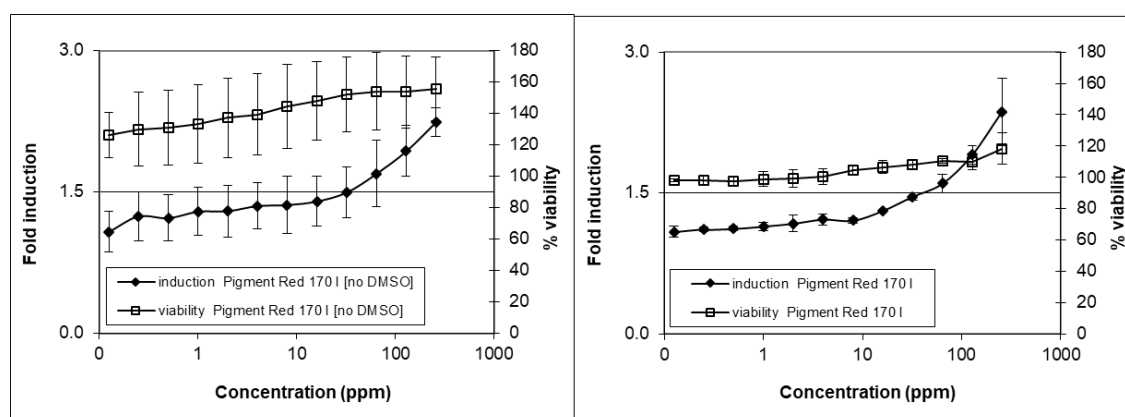 3.0
1.5
0.0
Fold induction
180
160
140
120
100
80
60
40
20
0
% viability
induction Pigment Red 170 I [no DMSO]
viability Pigment Red 170 I [no DMSO]
0 1 10 100 1000
Concentration (ppm)
3.0
1.5
0.0
Fold induction
180
160
140
120
100
80
60
40
20
0
% viability
induction Pigment Red 170 I
viability Pigment Red 170 I
0 1 10 100 1000
Concentration (ppm)